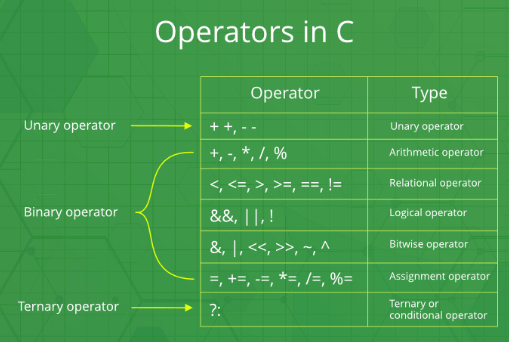 Operators in C
Operator Type
Unary operator + +, - - Unary operator
+, -, *, /, % Arithmetic operator
<, <=, >, >=, ==, != Relational operator
Binary operator &&, ||, ! Logical operator
&, |, <<, >>, ~, ^ Bitwise operator
=, +=, -=, *=, /=, %= Assignment operator
Ternary operator ?: Ternary or
conditional operator